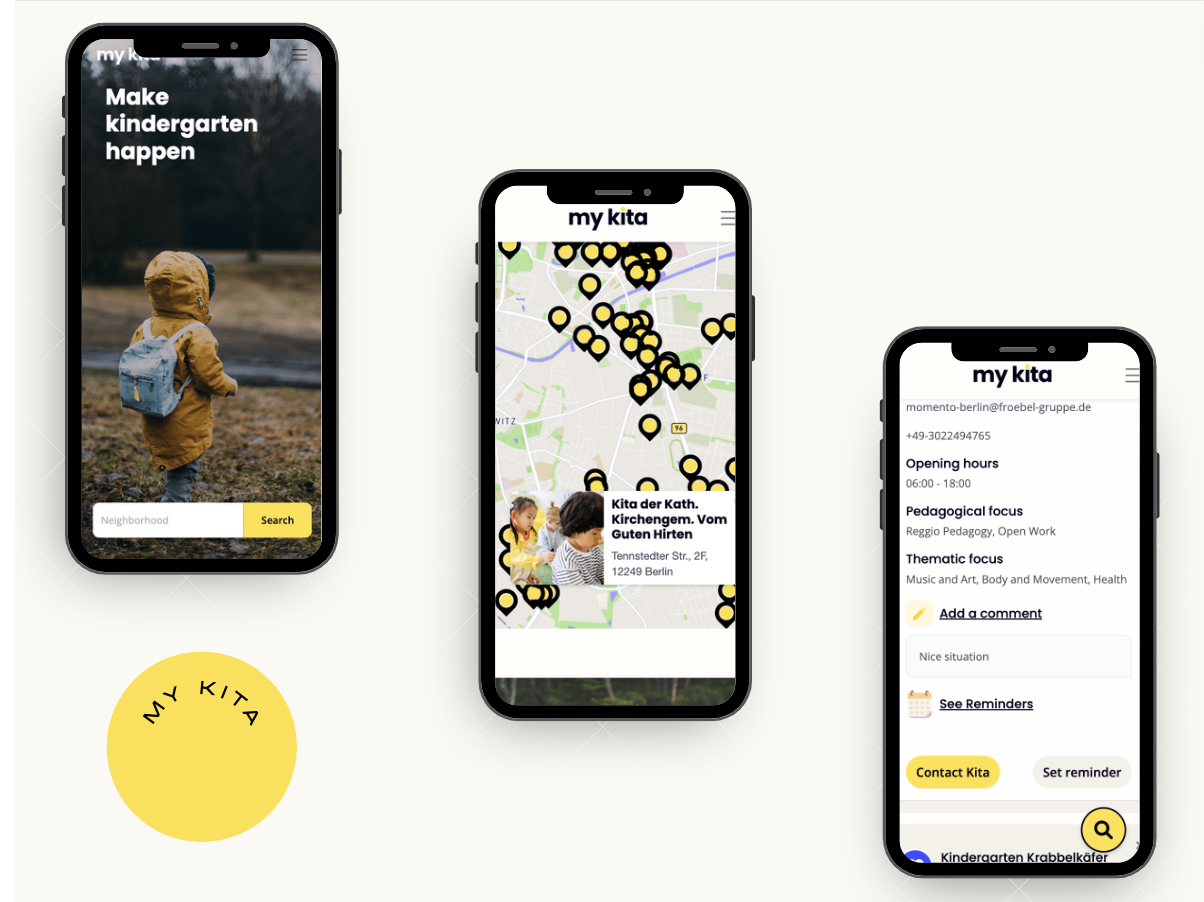 my kita
Make
kindergarten
happen
Neighborhood
Search
MY KITA
my kita
WITZ
96
F
Kita der Kath.
Kirchengem. Vom
Guten Hirten
Tennstedter Str., 2F,
12249 Berlin
my kita
momento-berlin@froebel-gruppe.de
+49-3022494765
Opening hours
06:00 - 18:00
Pedagogical focus
Reggio Pedagogy, Open Work
Thematic focus
Music and Art, Body and Movement, Health
Add a comment
Nice situation
See Reminders
Contact Kita
Set reminder
Kindergarten Krabbelkäfer